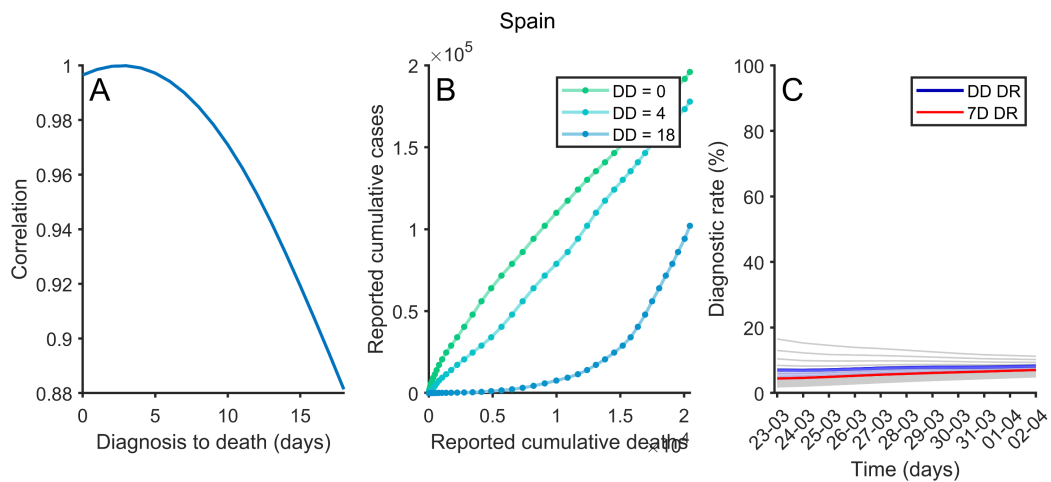 Spain
A
Correlation
1
0.98
0.96
0.94
0.92
0.9
0.88
0 5 10 15
Diagnosis to death (days)
B
×10⁵
Reported cumulative cases
2
1.5
1
0.5
0
DD = 0
DD = 4
DD = 18
0 0.5 1 1.5 2
Reported cumulative deaths
×10⁴
C
Diagnostic rate (%)
100
80
60
40
20
0
DD DR
7D DR
23-03 24-03 25-03 26-03 27-03 28-03 29-03 30-03 31-03 01-04 02-04
Time (days)